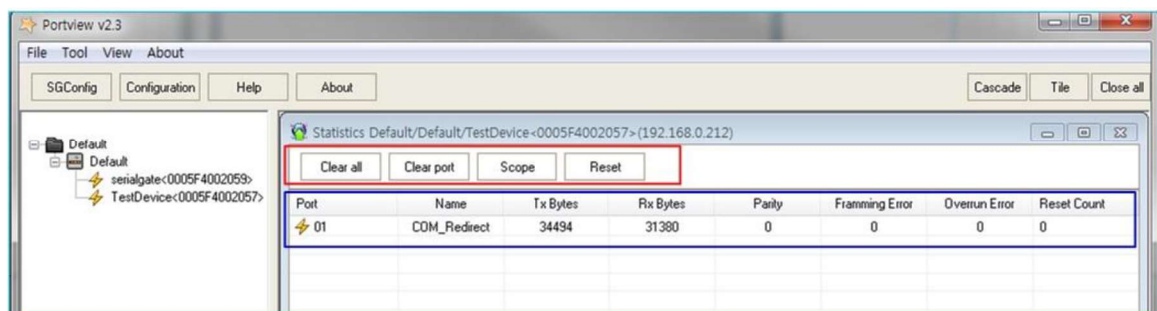 Portview v2.3
File Tool View About
SGConfig Configuration Help About Cascade Tile Close all
Default
Default
serialgate<0005F4002059>
TestDevice<0005F4002057>
Statistics Default/Default/TestDevice<0005F4002057>(192.168.0.212)
Clear all Clear port Scope Reset
Port Name Tx Bytes Rx Bytes Parity Framming Error Overrun Error Reset Count
01 COM_Redirect 34494 31380 0 0 0 0